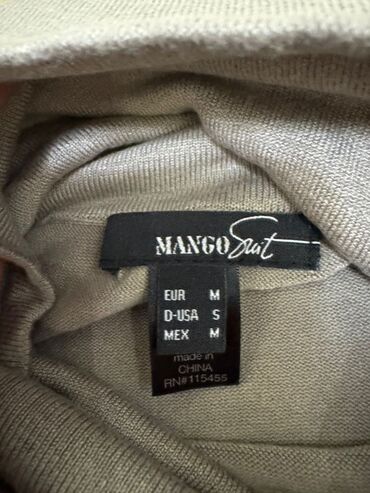 MANGO Suit
EUR M
D-USA S
MEX M
made in
CHINA
RN#115455